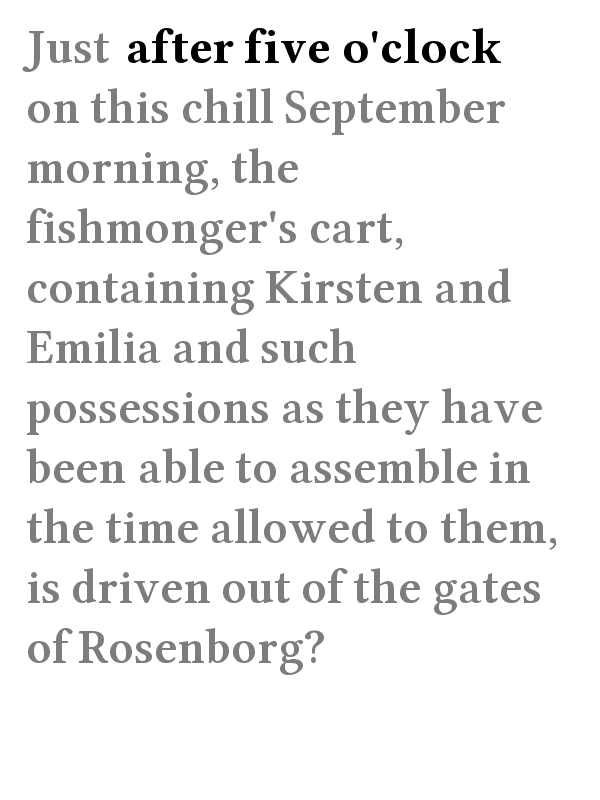 Just after five o'clock
on this chill September
morning, the
fishmonger's cart,
containing Kirsten and
Emilia and such
possessions as they have
been able to assemble in
the time allowed to them,
is driven out of the gates
of Rosenborg?